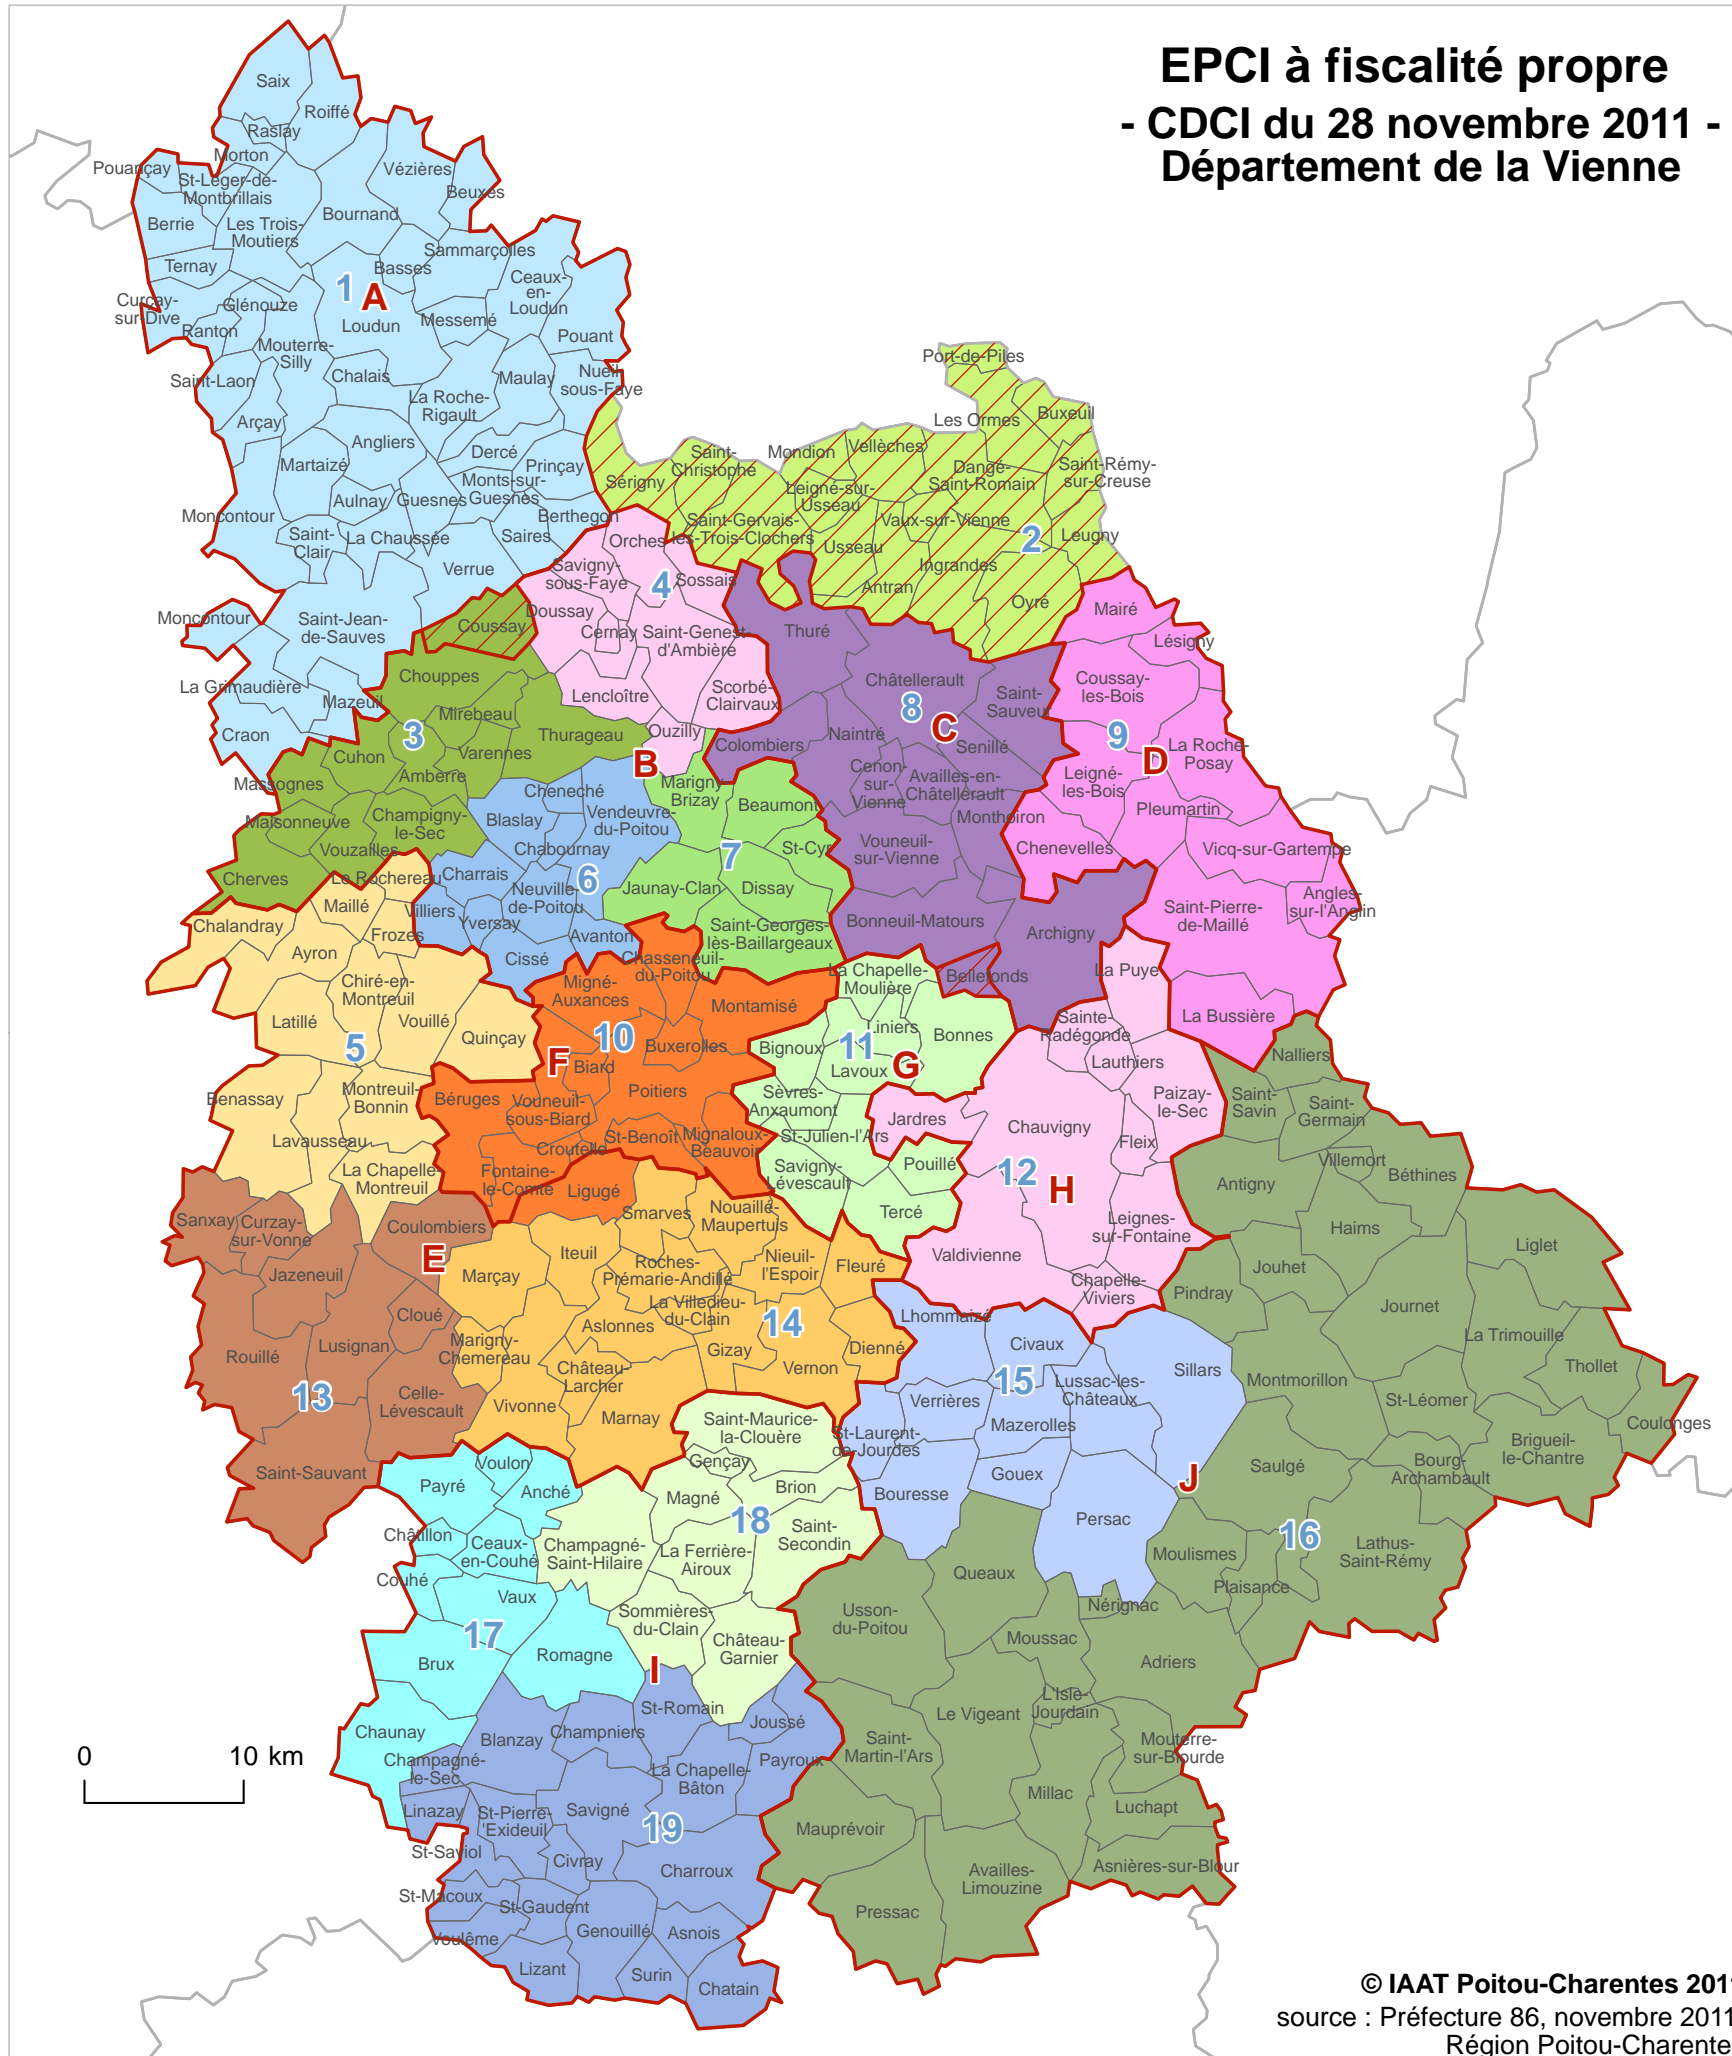 EPCI à fiscalité propre
- CDCI du 28 novembre 2011 -
Département de la Vienne
Saix
Roiffé
Raslay
Morton
Pouançay
St-Léger-de-
Montbrillais
Vézières
Beuxes
Berrie
Les Trois-
Moutiers
Bournand
Ternay
Basses
Sammarçolles
Ceaux-
en-
Loudun
Curçay-
sur-Dive
Glénouze
1
A
Loudun
Ranton
Messemé
Pouant
Mouterre-
Silly
Saint-Laon
Chalais
Maulay
Nueil-
sous-Faye
La Roche-
Rigault
Arçay
Angliers
Martaizé
Dercé
Prinçay
Monts-sur-
Guesnes
Aulnay
Guesnes
Moncontour
Berthegon
Saint-
Clair
La Chaussée
Saires
Verrue
Moncontour
Saint-Jean-
de-Sauves
La Grimaudière
Mazeuil
Craon
Port-de-Piles
Les Ormes
Buxeuil
Saint-
Christophe
Mondion
Vellèches
Sérigny
Leigné-sur-
Usseau
Dangé-
Saint-Romain
Saint-Rémy-
sur-Creuse
Saint-Gervais-
les-Trois-Clochers
Vaux-sur-Vienne
2
Leugny
Usseau
Ingrandes
Antran
Oyré
Orches
Savigny-
sous-Faye
4
Sossais
Doussay
Cernay
Saint-Genest-
d'Ambière
Lencloître
Scorbé-
Clairvaux
Ouzilly
B
Coussay
Chouppes
Mirebeau
3
Thurageau
Cuhon
Varennes
Amberre
Massognes
Maisonneuve
Champigny-
le-Sec
Vouzailles
Cherves
Thuré
Châtellerault
8
C
Saint-
Sauveur
Naintré
Senillé
Colombiers
Cenon-
sur-
Vienne
Availles-en-
Châtellerault
Monthoiron
Vouneuil-
sur-Vienne
Bonneuil-Matours
Archigny
Bellefonds
Mairé
Lésigny
Coussay-
les-Bois
9
D
La Roche-
Posay
Leigné-
les-Bois
Pleumartin
Chenevelles
Vicq-sur-Gartempe
Angles-
sur-l'Anglin
Saint-Pierre-
de-Maillé
La Bussière
Cheneché
Vendeuvre-
du-Poitou
Blaslay
Chabournay
6
Charrais
Neuville-
de-Poitou
Villiers
Yversay
Avanton
Cissé
Marigny
Brizay
Beaumont
7
St-Cyr
Jaunay-Clan
Dissay
Saint-Georges-
lès-Baillargeaux
Le Rochereau
Maillé
Chalandray
Frozes
Ayron
Chiré-en-
Montreuil
Vouillé
Latillé
5
Quinçay
Benassay
Montreuil-
Bonnin
Lavausseau
La Chapelle-
Montreuil
Chasseneuil-
du-Poitou
Migné-
Auxances
Montamisé
10
F
Biard
Buxerolles
Poitiers
Béruges
Vouneuil-
sous-Biard
Croutelle
St-Benoît
Mignaloux-
Beauvoir
Fontaine-
le-Comte
Ligugé
La Chapelle-
Moulière
Liniers
Bonnes
Bignoux
11
G
Lavoux
Sèvres-
Anxaumont
St-Julien-l'Ars
Savigny-
Lévescault
Pouillé
Tercé
La Puye
Sainte-
Radégonde
Lauthiers
Paizay-
le-Sec
Jardres
Chauvigny
Fleix
12
H
Leignes-
sur-Fontaine
Valdivienne
Chapelle-
Viviers
Sanxay
Curzay-
sur-Vonne
Coulombiers
E
Jazeneuil
Cloué
Lusignan
Rouillé
13
Celle-
Lévescault
Saint-Sauvant
Smarves
Nouaillé-
Maupertuis
Iteuil
Roches-
Prémarie-Andillé
Nieuil-
l'Espoir
Fleuré
Marçay
La Villedieu-
du-Clain
14
Aslonnes
Marigny-
Chemereau
Gizay
Dienné
Château-
Larcher
Vernon
Vivonne
Marnay
Lhommaizé
Civaux
Sillars
15
Lussac-les-
Châteaux
Verrières
Mazerolles
St-Laurent-
de-Jourdes
Gouex
Bouresse
Persac
J
Nalliers
Saint-
Savin
Saint-
Germain
Villemort
Béthines
Antigny
Haims
Liglet
Jouhet
Pindray
Journet
La Trimouille
Thollet
Montmorillon
St-Léomer
Coulonges
Brigueil-
le-Chantre
Saulgé
Bourg-
Archambault
16
Lathus-
Saint-Rémy
Moulismes
Plaisance
Queaux
Nérignac
Usson-
du-Poitou
Moussac
Adriers
L'Isle-
Jourdain
Le Vigeant
Saint-
Martin-l'Ars
Mouterre-
sur-Blourde
Millac
Luchapt
Mauprévoir
Availles-
Limouzine
Asnières-sur-Blour
Pressac
Payré
Voulon
Anché
Châtillon
Ceaux-
en-Couhé
Couhé
Vaux
17
Brux
Romagne
Chaunay
Saint-Maurice-
la-Clouère
Gençay
Brion
Magné
18
Saint-
Secondin
Champagné-
Saint-Hilaire
La Ferrière-
Airoux
Sommières-
du-Clain
Château-
Garnier
I
St-Romain
Joussé
Blanzay
Champniers
Payroux
Champagné-
le-Sec
La Chapelle-
Bâton
Linazay
St-Pierre-
'Exideuil
Savigné
19
St-Saviol
Civray
Charroux
St-Macoux
St-Gaudent
Genouillé
Asnois
Voulême
Lizant
Surin
Chatain
0
10 km
© IAAT Poitou-Charentes 201
source : Préfecture 86, novembre 2011
Région Poitou-Charente